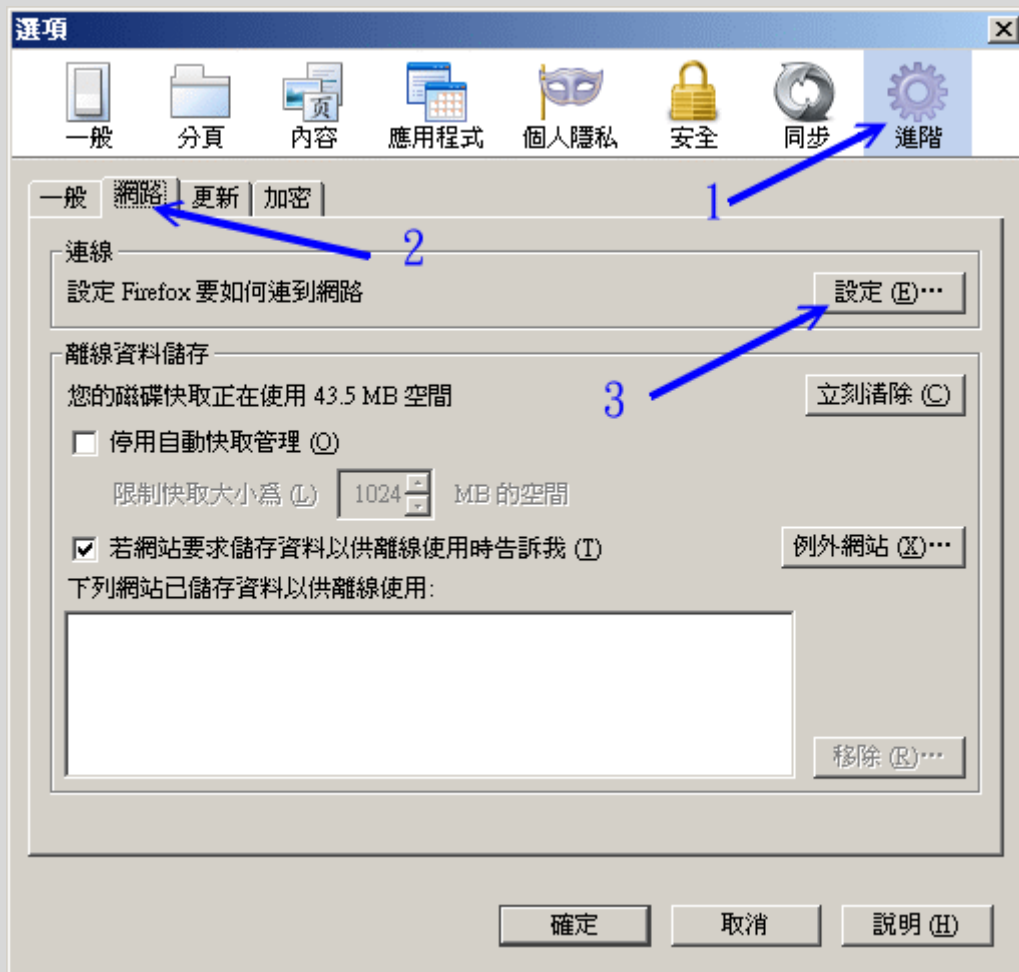 選項
一般 分頁 內容 應用程式 個人隱私 安全 同步 進階
页
1
一般 網路 更新 加密
2
連線
設定 Firefox 要如何連到網路 設定 (E)…
離線資料儲存
您的磁碟快取正在使用 43.5 MB 空間 立刻清除 (C)
3
停用自動快取管理 (O)
限制快取大小為 (L) 1024 MB 的空間
若網站要求儲存資料以供離線使用時告訴我 (T) 例外網站 (X)…
下列網站已儲存資料以供離線使用:
移除 (R)…
確定 取消 說明 (H)